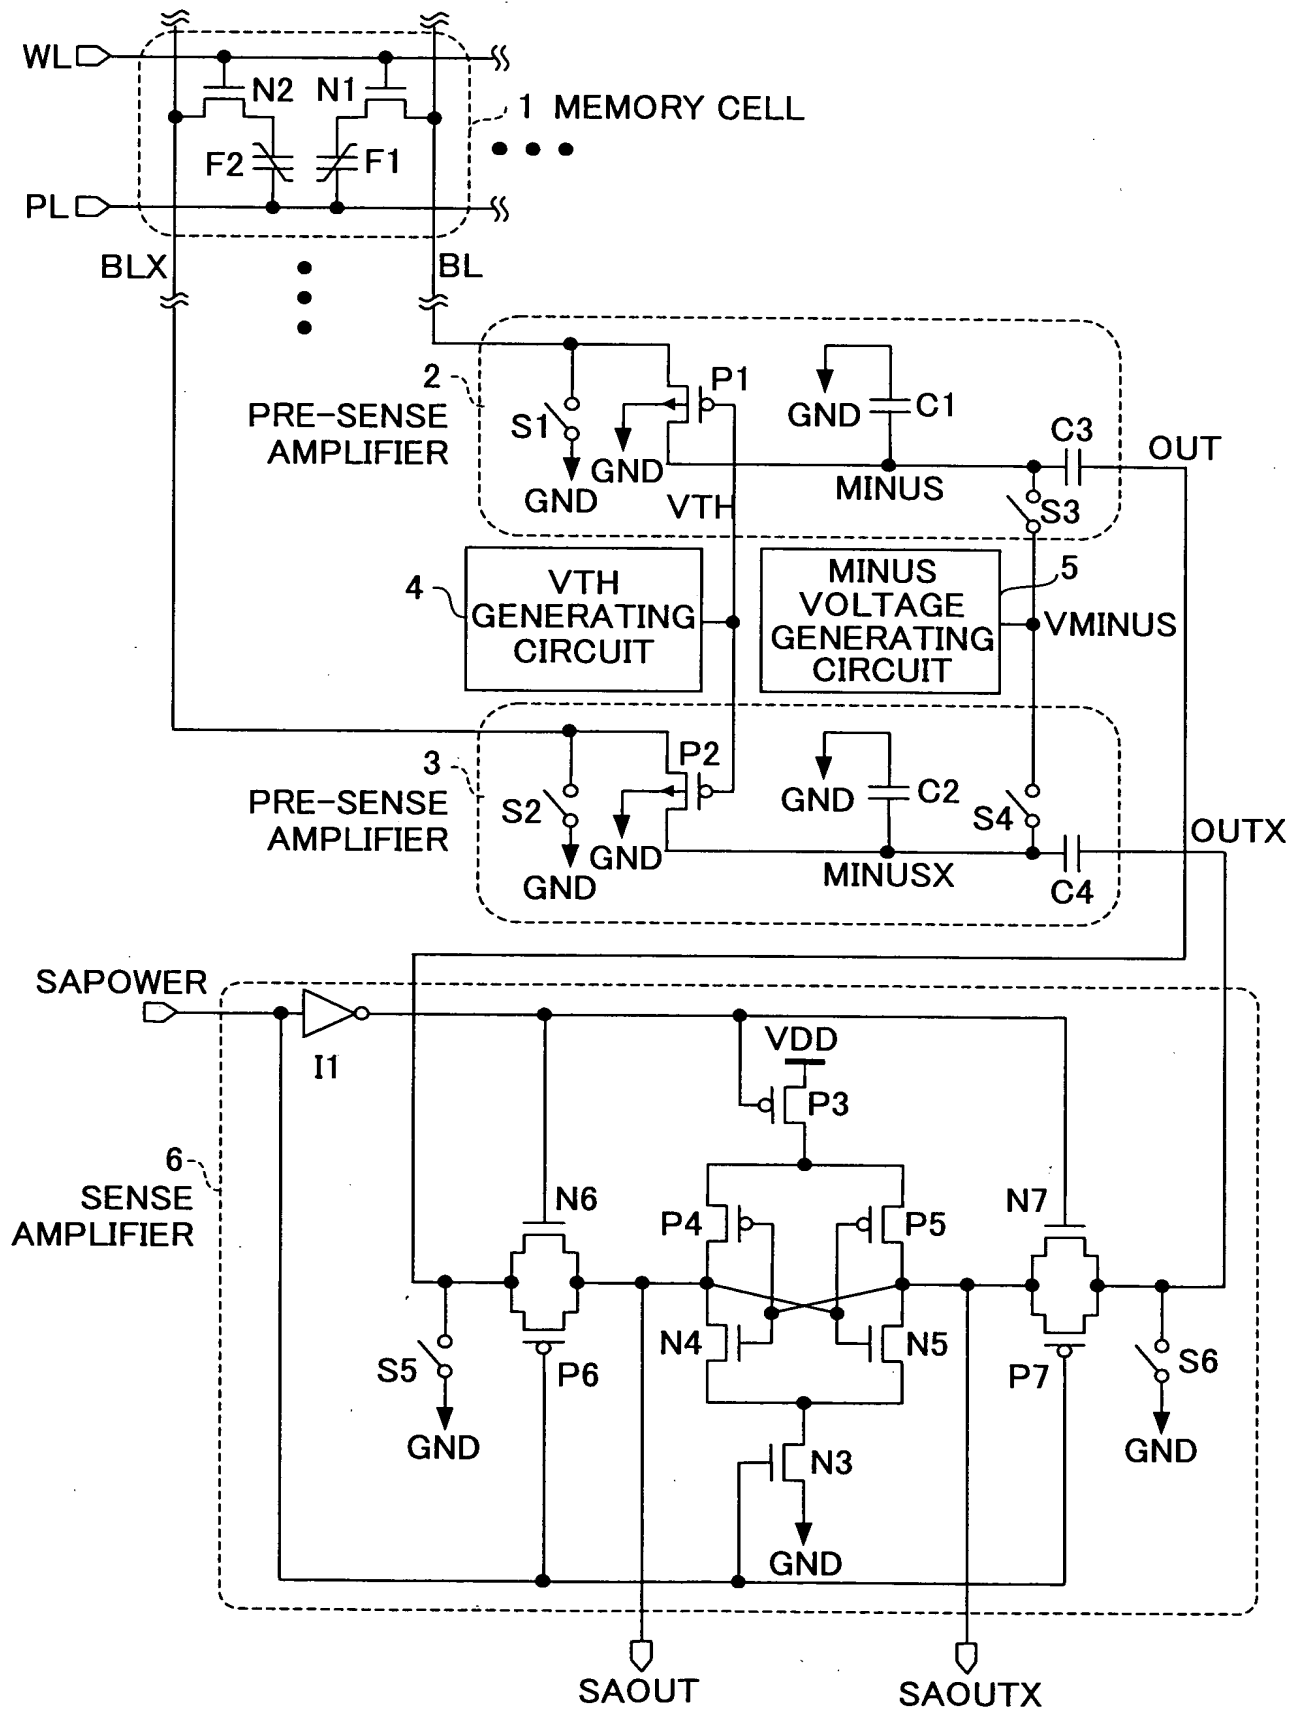 WL
N2
N1
1 MEMORY CELL
F2
F1
PL
BLX
BL
2
PRE-SENSE
AMPLIFIER
S1
GND
GND
P1
VTH
GND
C1
MINUS
C3
OUT
S3
4
VTH
GENERATING
CIRCUIT
MINUS
VOLTAGE
GENERATING
CIRCUIT
5
VMINUS
3
PRE-SENSE
AMPLIFIER
S2
GND
GND
P2
GND
C2
MINUSX
S4
C4
OUTX
SAPOWER
I1
VDD
P3
6
SENSE
AMPLIFIER
N6
P4
P5
N7
S5
GND
P6
N4
N5
P7
S6
GND
N3
GND
SAOUT
SAOUTX